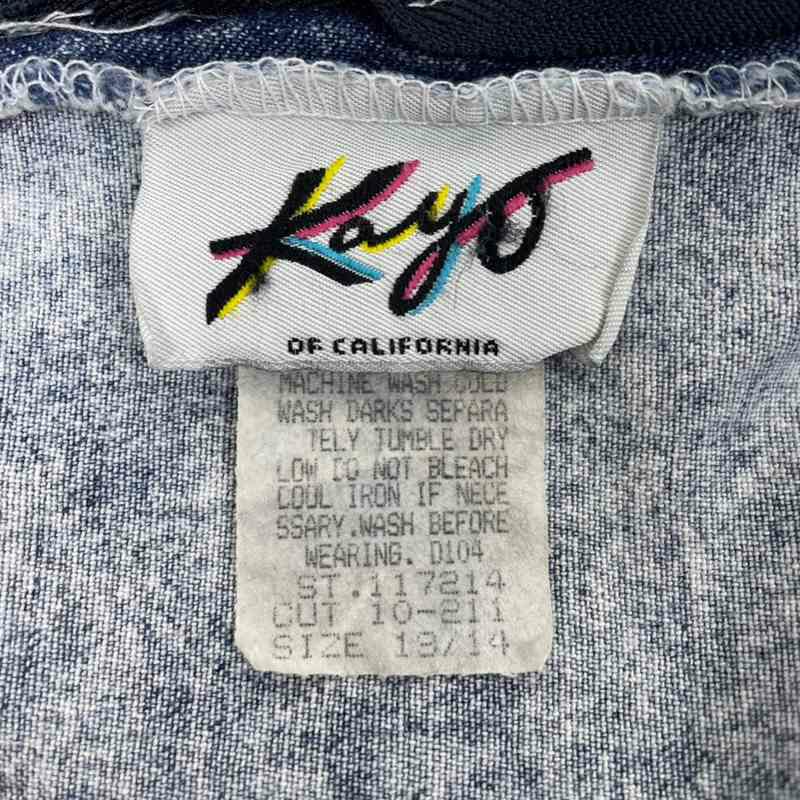 Kayo
OF CALIFORNIA
MACHINE WASH COLD
WASH DARKS SEPARA
TELY TUMBLE DRY
LOW DO NOT BLEACH
COOL IRON IF NECE
SSARY.WASH BEFORE
WEARING. D104
ST.117214
CUT 10-211
SIZE 13/14